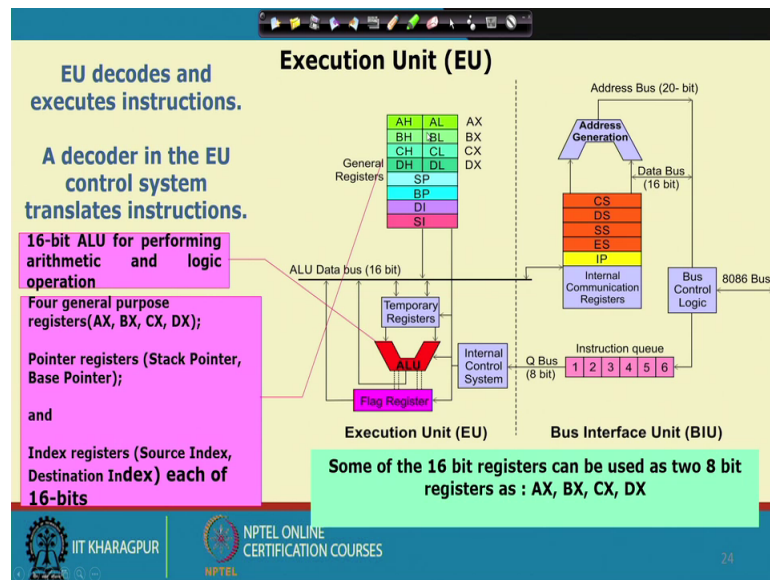 Execution Unit (EU)
EU decodes and
executes instructions.
A decoder in the EU
control system
translates instructions.
16-bit ALU for performing
arithmetic and logic
operation
Four general purpose
registers(AX, BX, CX, DX);
Pointer registers (Stack Pointer,
Base Pointer);
and
Index registers (Source Index,
Destination Index) each of
16-bits
AH AL AX
BH BL BX
CH CL CX
DH DL DX
General
Registers
SP
BP
DI
SI
ALU Data bus (16 bit)
Temporary
Registers
ALU
Flag Register
Internal
Control
System
Execution Unit (EU)
Address Bus (20- bit)
Address
Generation
Data Bus
(16 bit)
CS
DS
SS
ES
IP
Internal
Communication
Registers
Bus
Control
Logic
8086 Bus
Instruction queue
Q Bus
(8 bit)
1 2 3 4 5 6
Bus Interface Unit (BIU)
Some of the 16 bit registers can be used as two 8 bit
registers as : AX, BX, CX, DX
IIT KHARAGPUR
NPTEL
NPTEL ONLINE
CERTIFICATION COURSES
24